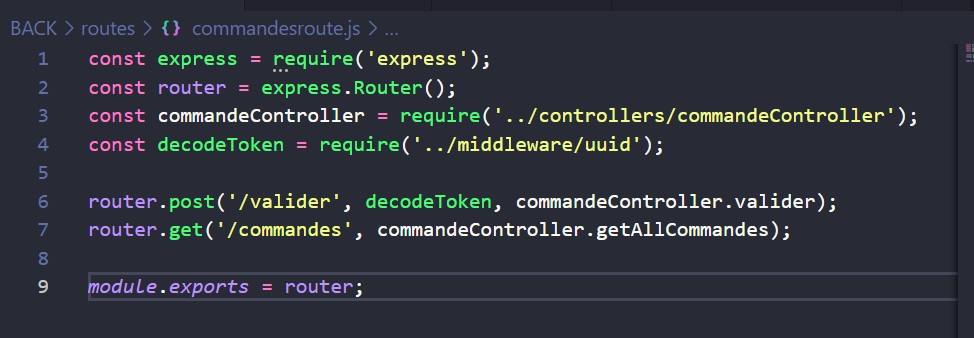 BACK > routes > {} commandesroute.js > ...
1 const express = require('express');
2 const router = express.Router();
3 const commandeController = require('../controllers/commandeController');
4 const decodeToken = require('../middleware/uuid');
5
6 router.post('/valider', decodeToken, commandeController.valider);
7 router.get('/commandes', commandeController.getAllCommandes);
8
9 module.exports = router;